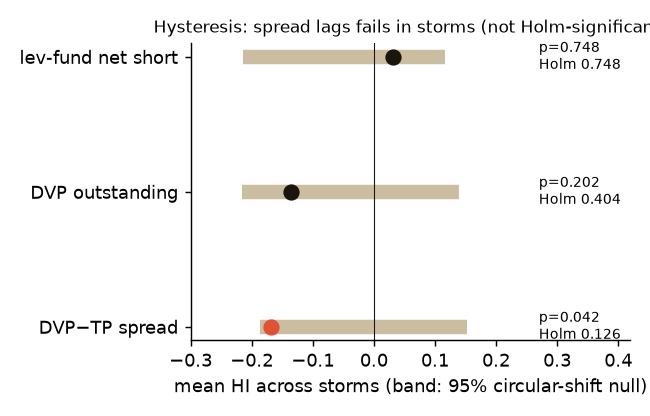 Hysteresis: spread lags fails in storms (not Holm-significan
lev-fund net short
p=0.748
Holm 0.748
DVP outstanding
p=0.202
Holm 0.404
DVP−TP spread
p=0.042
Holm 0.126
−0.3 −0.2 −0.1 0.0 0.1 0.2 0.3 0.4
mean HI across storms (band: 95% circular-shift null)